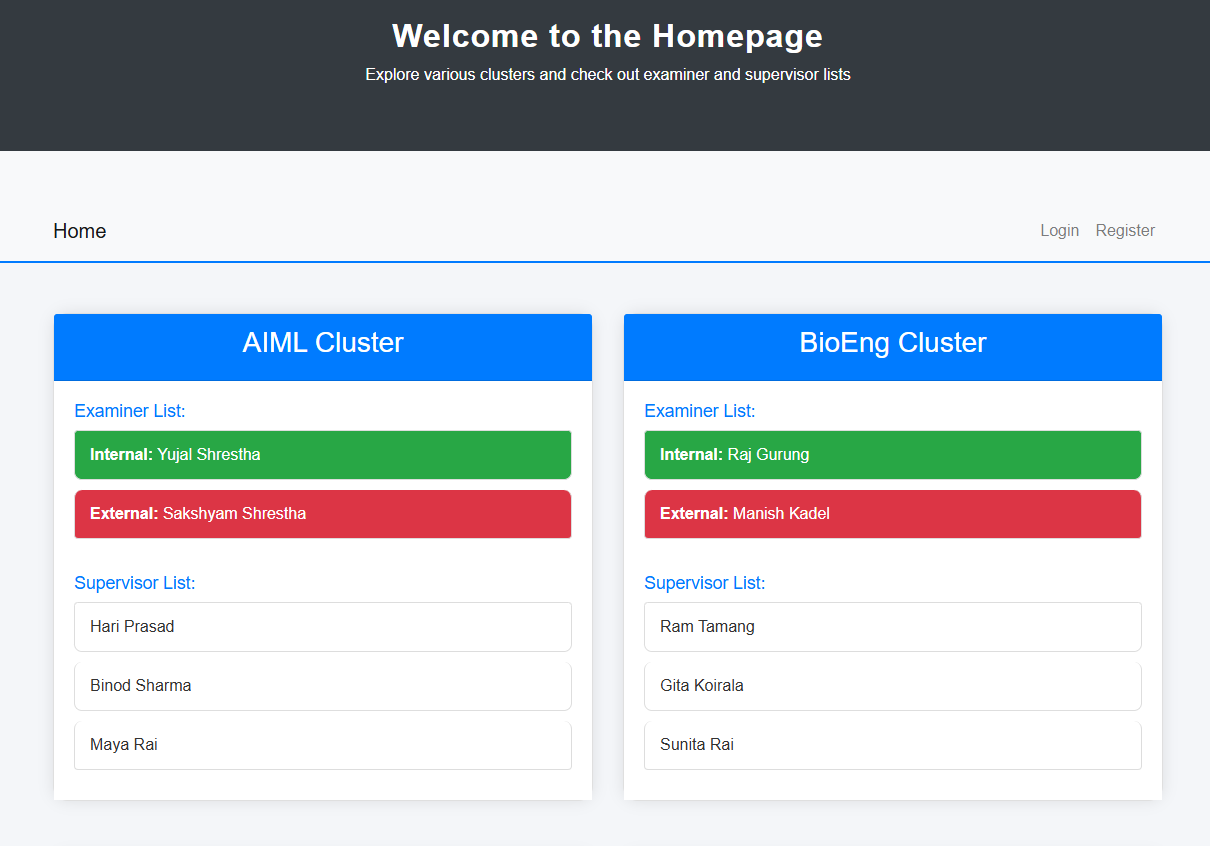 Welcome to the Homepage
Explore various clusters and check out examiner and supervisor lists
Home
Login Register
AIML Cluster
Examiner List:
Internal: Yujal Shrestha
External: Sakshyam Shrestha
Supervisor List:
Hari Prasad
Binod Sharma
Maya Rai
BioEng Cluster
Examiner List:
Internal: Raj Gurung
External: Manish Kadel
Supervisor List:
Ram Tamang
Gita Koirala
Sunita Rai